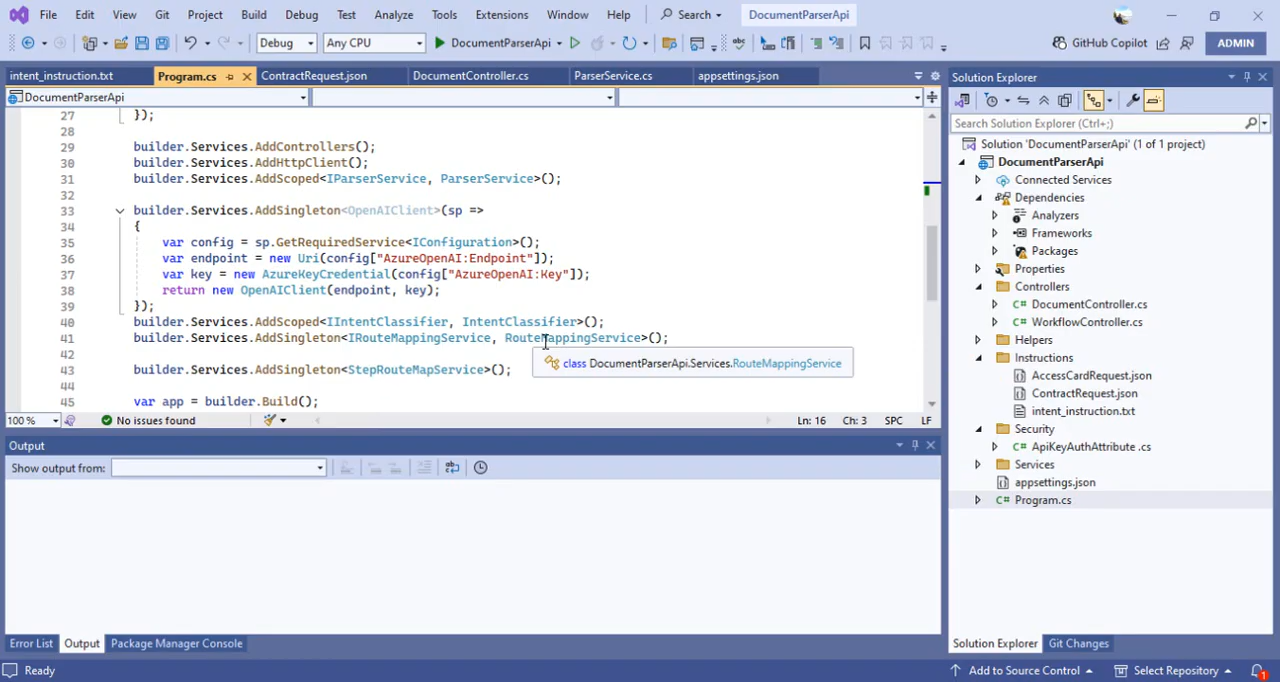 File Edit View Git Project Build Debug Test Analyze Tools Extensions Window Help Search DocumentParserApi
Debug Any CPU DocumentParserApi GitHub Copilot ADMIN
intent_instruction.txt Program.cs ContractRequest.json DocumentController.cs ParserService.cs appsettings.json
DocumentParserApi
27 });
28
29 builder.Services.AddControllers();
30 builder.Services.AddHttpClient();
31 builder.Services.AddScoped<IParserService, ParserService>();
32
33 builder.Services.AddSingleton<OpenAIClient>(sp =>
34 {
35 var config = sp.GetRequiredService<IConfiguration>();
36 var endpoint = new Uri(config["AzureOpenAI:Endpoint"]);
37 var key = new AzureKeyCredential(config["AzureOpenAI:Key"]);
38 return new OpenAIClient(endpoint, key);
39 });
40 builder.Services.AddScoped<IIntentClassifier, IntentClassifier>();
41 builder.Services.AddSingleton<IRouteMappingService, RouteMappingService>();
42
class DocumentParserApi.Services.RouteMappingService
43 builder.Services.AddSingleton<StepRouteMapService>();
44
45 var app = builder.Build();
100 % No issues found Ln: 16 Ch: 3 SPC LF
Output
Show output from:
Error List Output Package Manager Console
Solution Explorer
Search Solution Explorer (Ctrl+;)
Solution 'DocumentParserApi' (1 of 1 project)
DocumentParserApi
Connected Services
Dependencies
Analyzers
Frameworks
Packages
Properties
Controllers
C# DocumentController.cs
C# WorkflowController.cs
Helpers
Instructions
AccessCardRequest.json
ContractRequest.json
intent_instruction.txt
Security
C# ApiKeyAuthAttribute .cs
Services
appsettings.json
C# Program.cs
Solution Explorer Git Changes
Ready Add to Source Control Select Repository 1